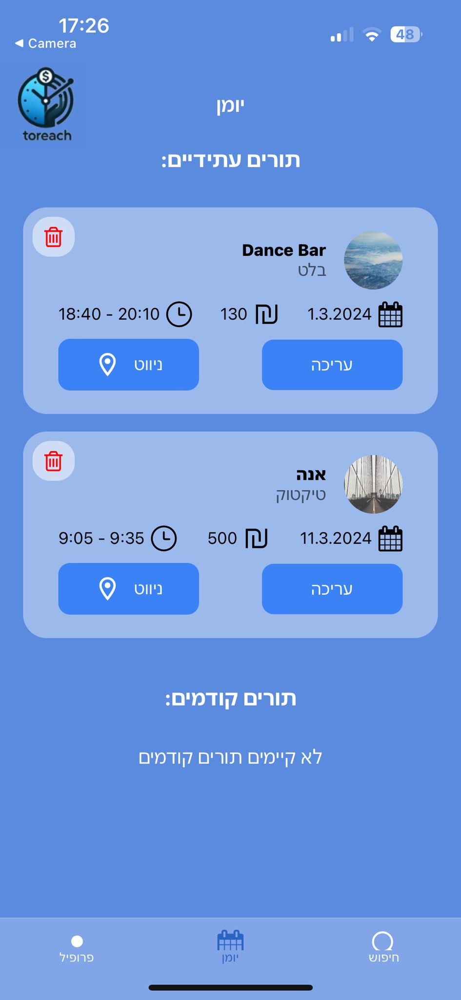 17:26
◀ Camera
48
$
toreach
יומן
תורים עתידיים:
Dance Bar
בלט
1.3.2024
₪ 130
18:40 - 20:10
עריכה
ניווט
אנה
טיקטוק
11.3.2024
₪ 500
9:05 - 9:35
עריכה
ניווט
תורים קודמים:
לא קיימים תורים קודמים
חיפוש
יומן
פרופיל